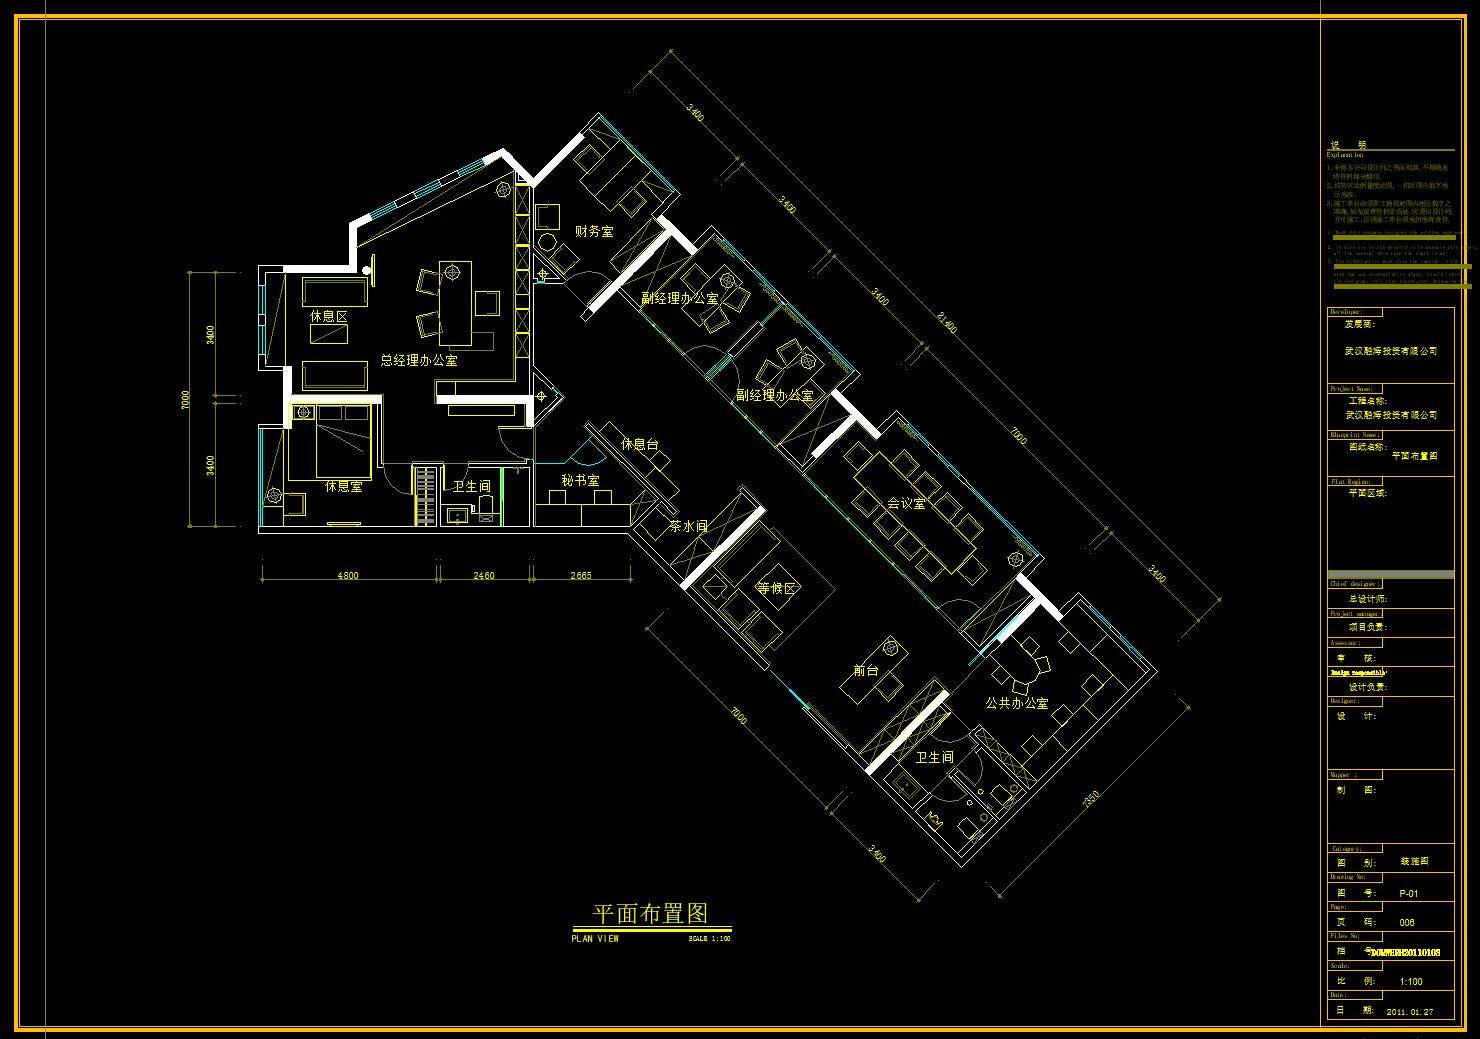 3400
3400
3400
21400
7000
3400
财务室
副经理办公室
副经理办公室
休息区
总经理办公室
3400
7000
3400
休息室
卫生间
秘书室
休息台
茶水间
会议室
等候区
前台
公共办公室
卫生间
4800
2460
2665
7000
3400
7350
平面布置图
PLAN VIEW
SCALE 1:100
说 明
Explanation
Developer:
发展商:
武汉融烽投资有限公司
Project Name:
工程名称:
武汉融烽投资有限公司
Blueprint Name:
图纸名称:
平面布置图
Flat Region:
平面区域:
Chief designer:
总设计师:
Project manager:
项目负责:
Assessor:
审 核:
Design responsible:
设计负责:
Designer:
设 计:
Mapper :
制 图:
Category:
图 别:
装施图
Drawing No:
图 号:
P-01
Page:
页 码:
006
Files No:
档 号:
Scale:
比 例:
1:100
Date:
日 期:
2011.01.27